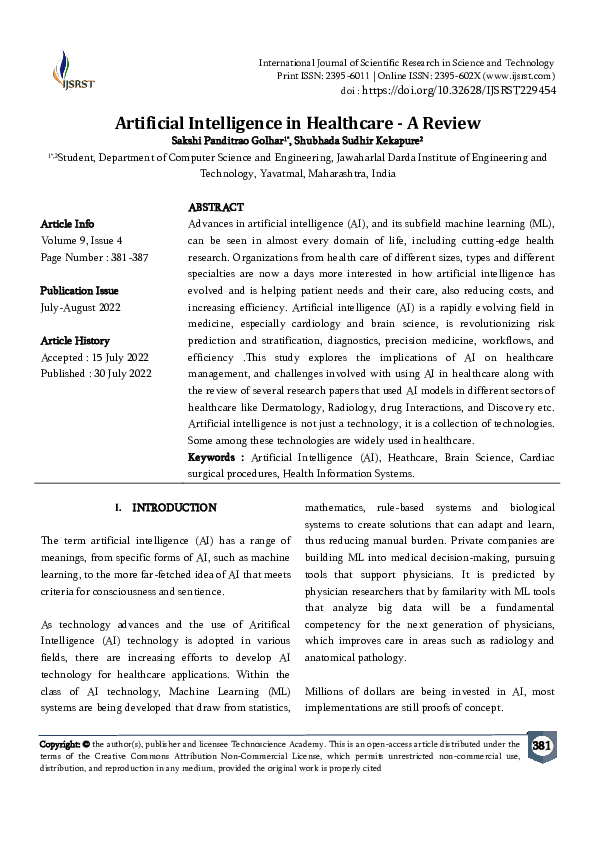 IJSRST
International Journal of Scientific Research in Science and Technology
Print ISSN: 2395-6011 | Online ISSN: 2395-602X (www.ijsrst.com)
doi : https://doi.org/10.32628/IJSRST229454
Artificial Intelligence in Healthcare - A Review
Sakshi Panditrao Golhar1*, Shubhada Sudhir Kekapure2
1*,2Student, Department of Computer Science and Engineering, Jawaharlal Darda Institute of Engineering and
Technology, Yavatmal, Maharashtra, India
Article Info
Volume 9, Issue 4
Page Number : 381-387
Publication Issue
July-August 2022
Article History
Accepted : 15 July 2022
Published : 30 July 2022
ABSTRACT
Advances in artificial intelligence (AI), and its subfield machine learning (ML),
can be seen in almost every domain of life, including cutting-edge health
research. Organizations from health care of different sizes, types and different
specialties are now a days more interested in how artificial intelligence has
evolved and is helping patient needs and their care, also reducing costs, and
increasing efficiency. Artificial intelligence (AI) is a rapidly evolving field in
medicine, especially cardiology and brain science, is revolutionizing risk
prediction and stratification, diagnostics, precision medicine, workflows, and
efficiency .This study explores the implications of AI on healthcare
management, and challenges involved with using AI in healthcare along with
the review of several research papers that used AI models in different sectors of
healthcare like Dermatology, Radiology, drug Interactions, and Discovery etc.
Artificial intelligence is not just a technology, it is a collection of technologies.
Some among these technologies are widely used in healthcare.
Keywords : Artificial Intelligence (AI), Heathcare, Brain Science, Cardiac
surgical procedures, Health Information Systems.
I. INTRODUCTION
The term artificial intelligence (AI) has a range of
meanings, from specific forms of AI, such as machine
learning, to the more far-fetched idea of AI that meets
criteria for consciousness and sentience.
As technology advances and the use of Aritifical
Intelligence (AI) technology is adopted in various
fields, there are increasing efforts to develop AI
technology for healthcare applications. Within the
class of AI technology, Machine Learning (ML)
systems are being developed that draw from statistics,
mathematics, rule-based systems and biological
systems to create solutions that can adapt and learn,
thus reducing manual burden. Private companies are
building ML into medical decision-making, pursuing
tools that support physicians. It is predicted by
physician researchers that by familarity with ML tools
that analyze big data will be a fundamental
competency for the next generation of physicians,
which improves care in areas such as radiology and
anatomical pathology.
Millions of dollars are being invested in AI, most
implementations are still proofs of concept.
Copyright: © the author(s), publisher and licensee Technoscience Academy. This is an open-access article distributed under the
terms of the Creative Commons Attribution Non-Commercial License, which permits unrestricted non-commercial use,
distribution, and reproduction in any medium, provided the original work is properly cited
381